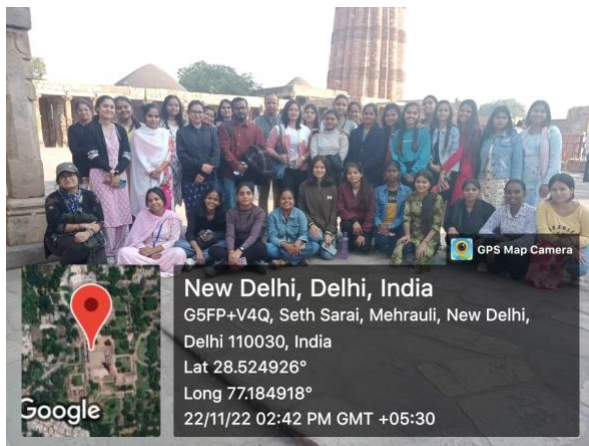 GPS Map Camera
New Delhi, Delhi, India
G5FP+V4Q, Seth Sarai, Mehrauli, New Delhi,
Delhi 110030, India
Lat 28.524926°
Long 77.184918°
22/11/22 02:42 PM GMT +05:30
Google